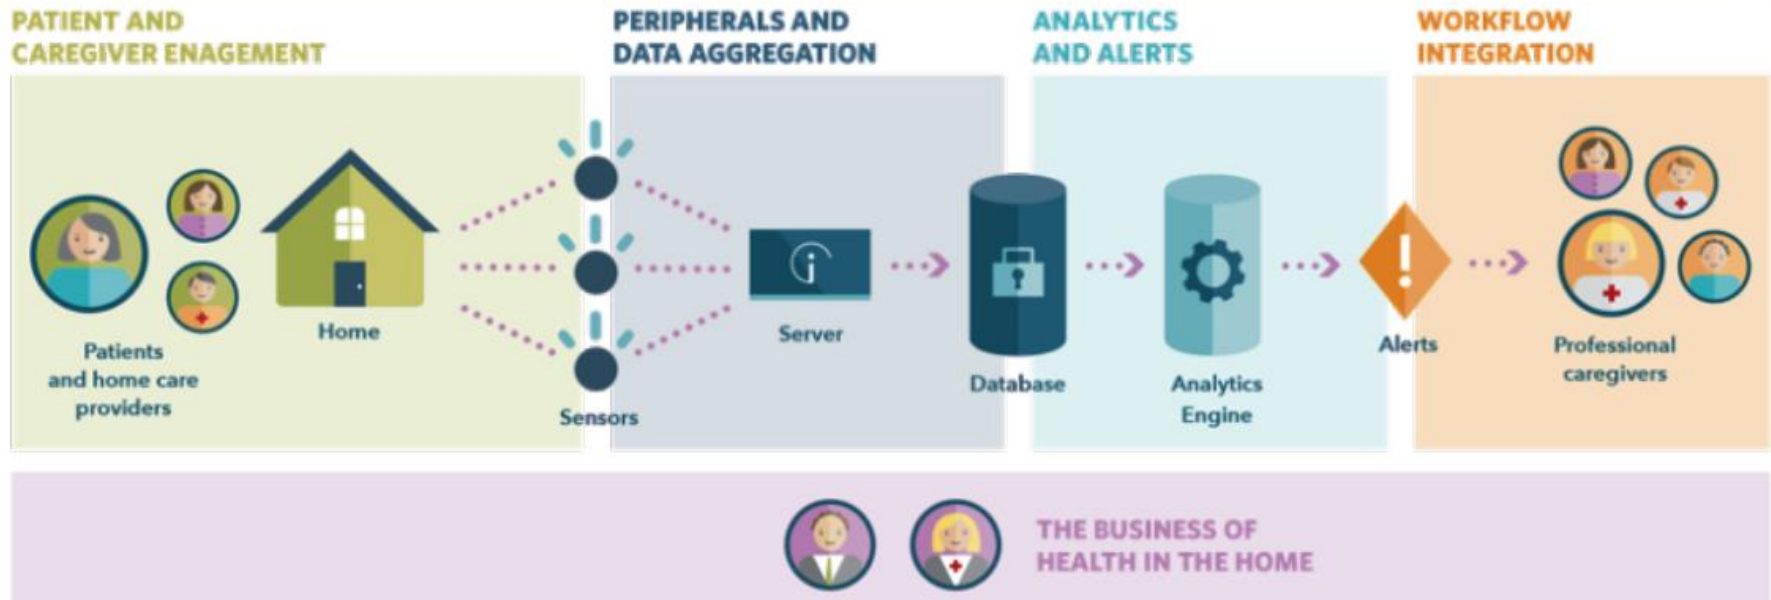 PATIENT AND
CAREGIVER ENAGEMENT
PERIPHERALS AND
DATA AGGREGATION
ANALYTICS
AND ALERTS
WORKFLOW
INTEGRATION
Patients
and home care
providers
Home
Sensors
i
Server
Database
Analytics
Engine
!
Alerts
Professional
caregivers
THE BUSINESS OF
HEALTH IN THE HOME